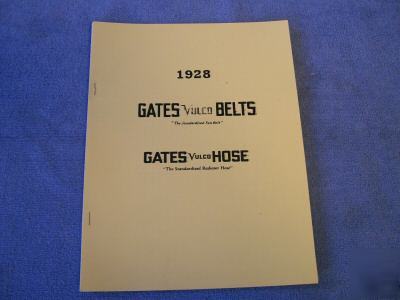 1928
GATES VULCO BELTS
"The Standardized Fan Belt"
GATES VULCO HOSE
"The Standardized Radiator Hose"